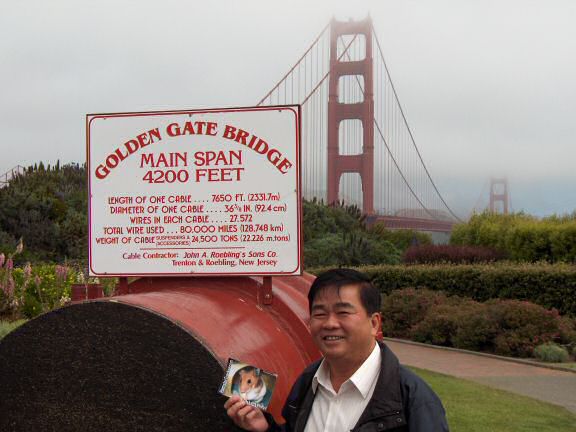 GOLDEN GATE BRIDGE
MAIN SPAN
4200 FEET
LENGTH OF ONE CABLE .... 7650 FT. (2331.7m)
DIAMETER OF ONE CABLE ... 36⅜ IN. (92.4 cm)
WIRES IN EACH CABLE ..... 27,572
TOTAL WIRE USED ... 80,000 MILES (128,748 km)
WEIGHT OF CABLE SUSPENDING & ACCESSORIES 24,500 TONS (22,226 m.tons)
Cable Contractor: John A. Roebling's Sons Co.
Trenton & Roebling, New Jersey